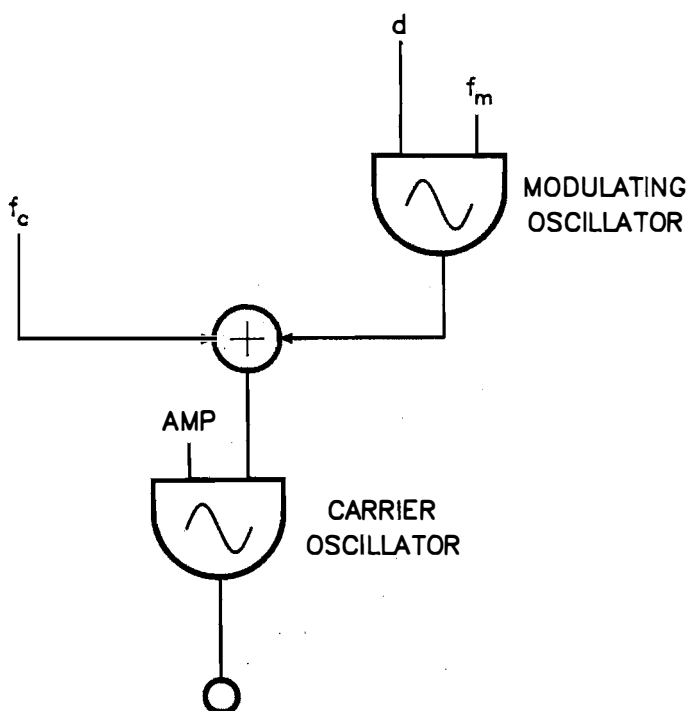 d
f_m
MODULATING
OSCILLATOR
f_c
AMP
CARRIER
OSCILLATOR